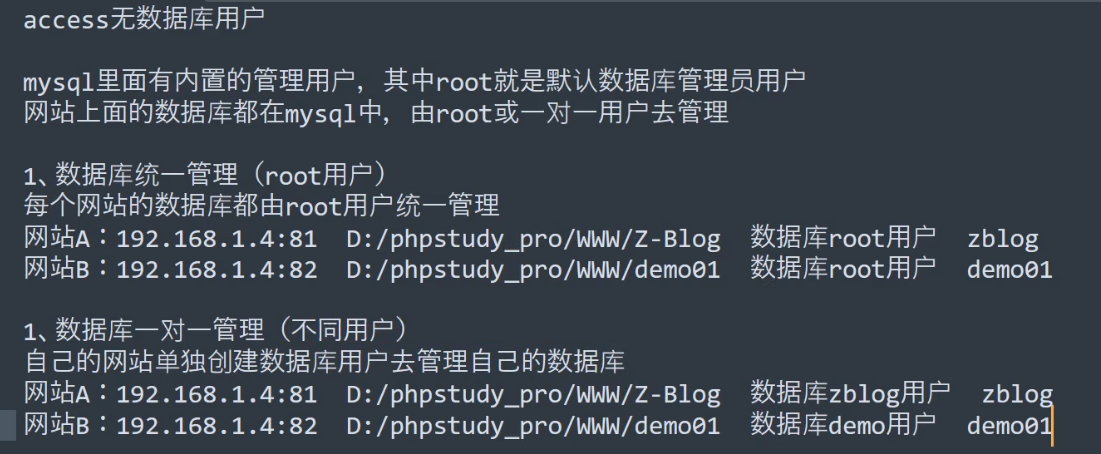 access无数据库用户
mysql里面有内置的管理用户，其中root就是默认数据库管理员用户
网站上面的数据库都在mysql中，由root或一对一用户去管理
1、数据库统一管理（root用户）
每个网站的数据库都由root用户统一管理
网站A：192.168.1.4:81  D:/phpstudy_pro/WWW/Z-Blog  数据库root用户  zblog
网站B：192.168.1.4:82  D:/phpstudy_pro/WWW/demo01  数据库root用户  demo01
1、数据库一对一管理（不同用户）
自己的网站单独创建数据库用户去管理自己的数据库
网站A：192.168.1.4:81  D:/phpstudy_pro/WWW/Z-Blog  数据库zblog用户  zblog
网站B：192.168.1.4:82  D:/phpstudy_pro/WWW/demo01  数据库demo用户  demo01